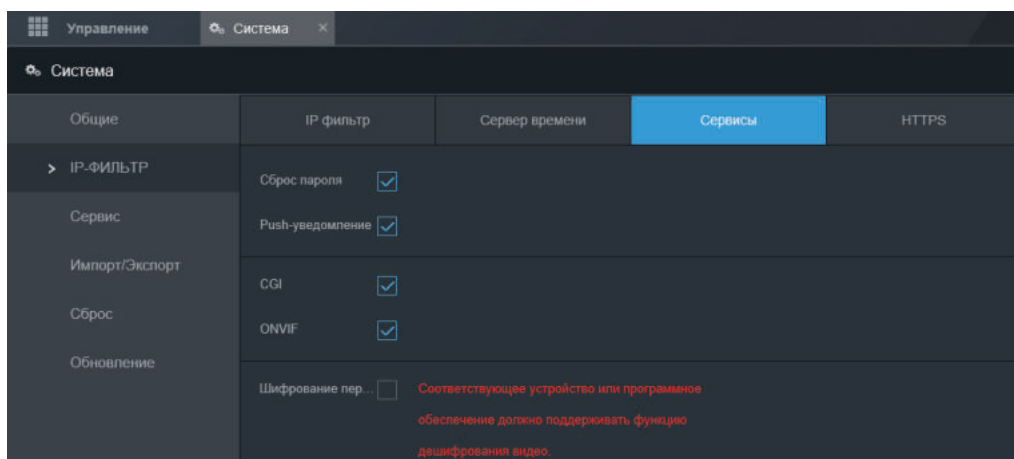 Управление
Система ×
Система
Общие
IP фильтр
Сервер времени
Сервисы
HTTPS
IP-ФИЛЬТР
Сброс пароля
Push-уведомление
Сервис
Импорт/Экспорт
CGI
Сброс
ONVIF
Обновление
Шифрование пер...
Соответствующее устройство или программное
обеспечение должно поддерживать функцию
дешифрования видео.